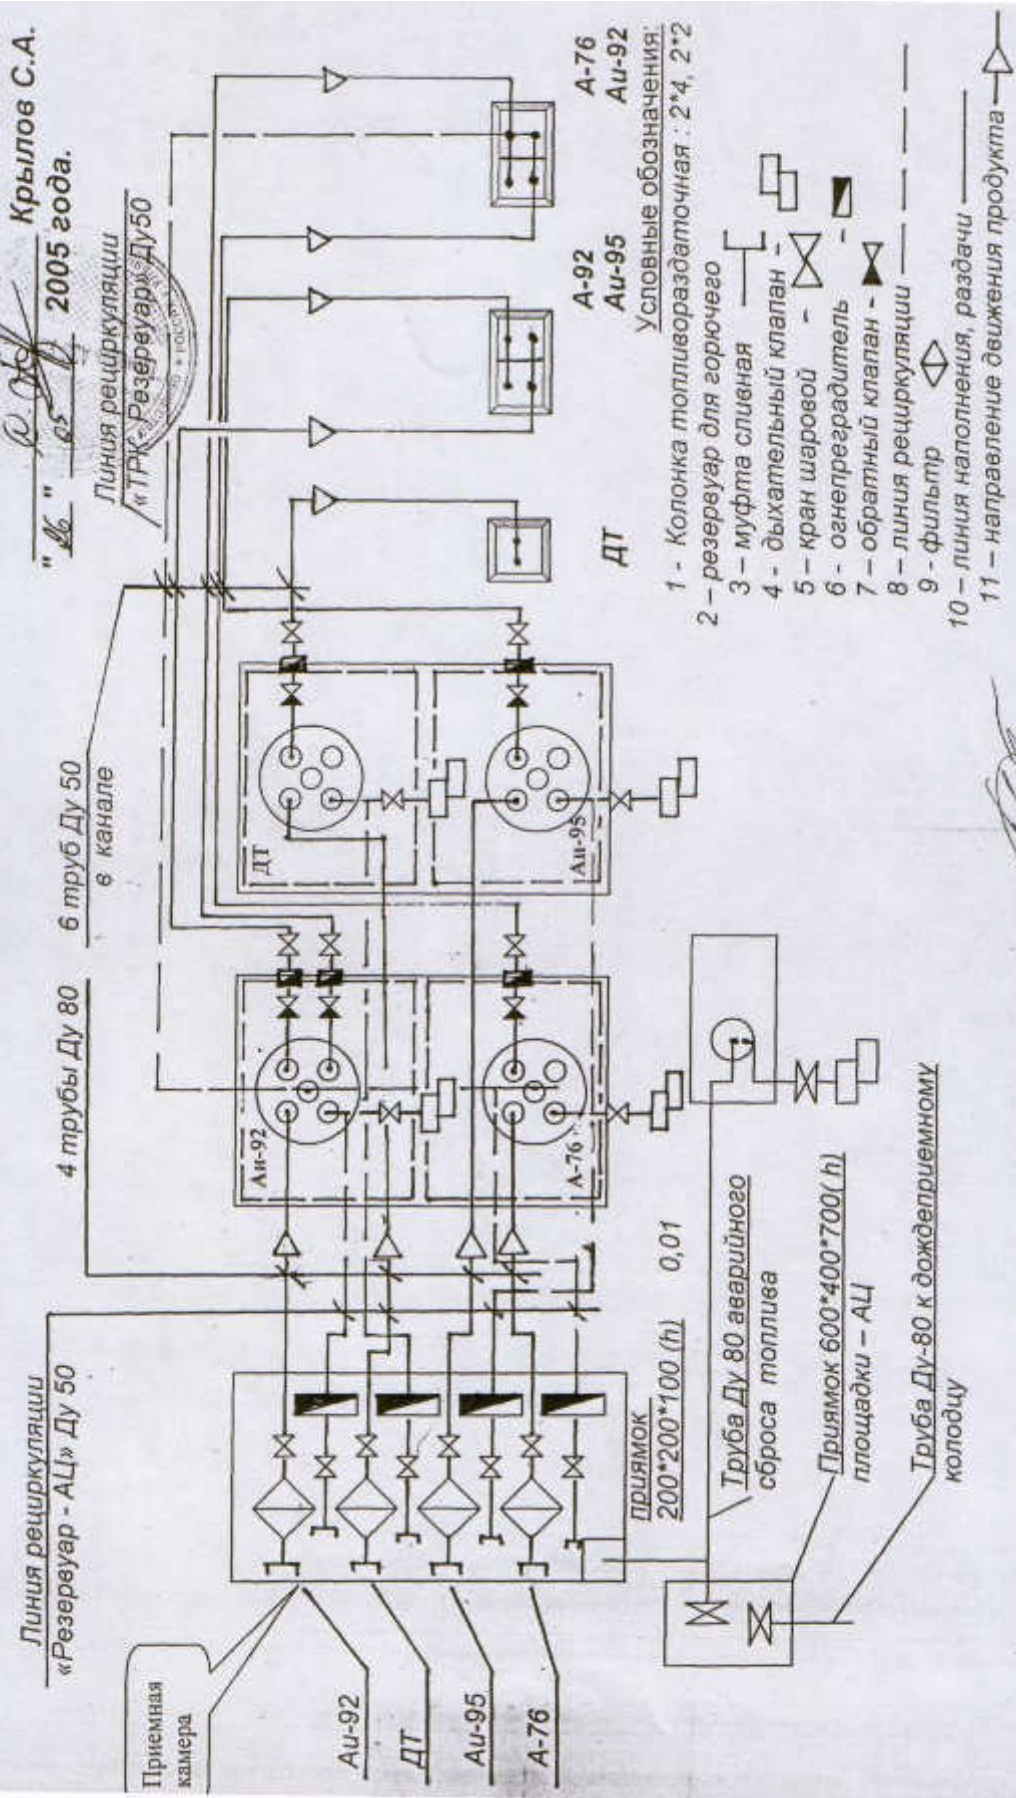 Крылов С.А.
" 26 " 05 2005 года.
Линия рециркуляции
«ТРК- Резервуар» Ду50
6 труб Ду 50
в канале
4 трубы Ду 80
Линия рециркуляции
«Резервуар - АЦ» Ду 50
Приемная
камера
Аи-92
ДТ
Аи-95
А-76
Аи-92
А-76
ДТ
Аи-95
ДТ
А-92
Аи-95
А-76
Аи-92
приямок
200*200*100 (h)
0,01
Труба Ду 80 аварийного
сброса топлива
Приямок 600*400*700( h)
площадки – АЦ
Труба Ду-80 к дождеприемному
колодцу
Условные обозначения:
1 - Колонка топливораздаточная : 2*4, 2*2
2 – резервуар для горючего
3 – муфта сливная
4 - дыхательный клапан -
5 – кран шаровой -
6 - огнепреградитель -
7 – обратный клапан -
8 – линия рециркуляции
9 - фильтр
10 – линия наполнения, раздачи
11 – направление движения продукта